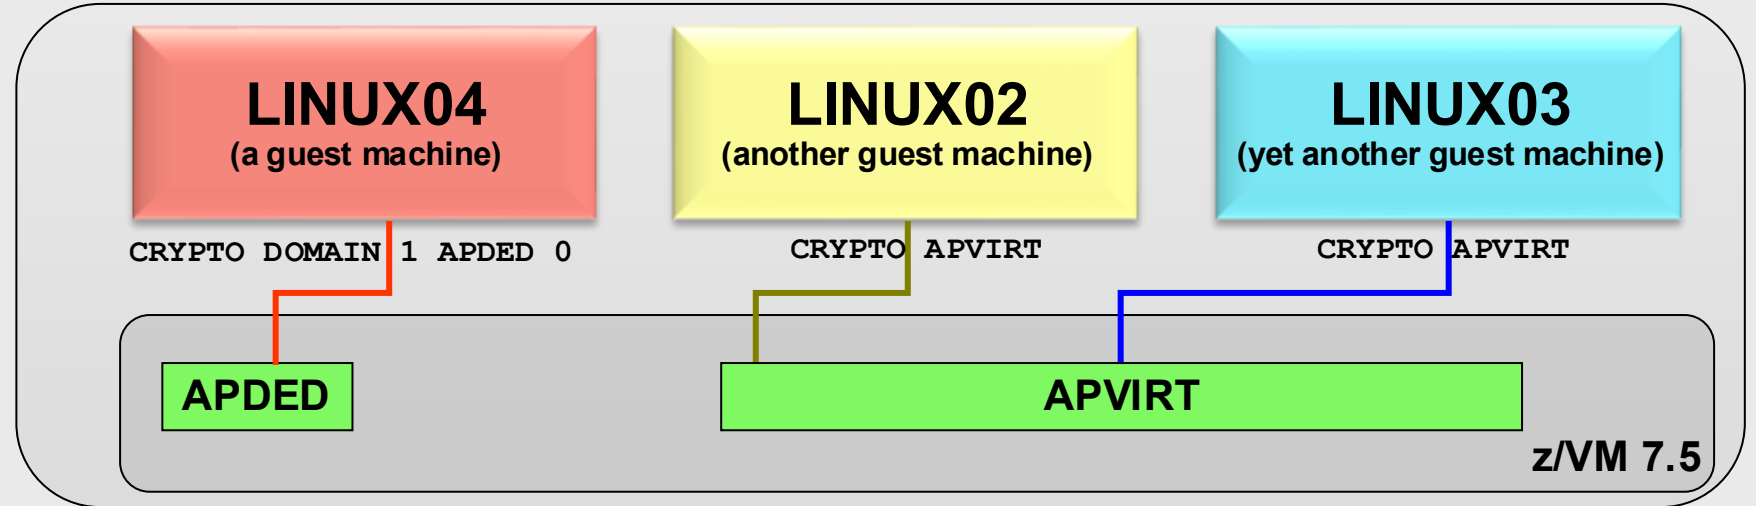 LINUX04
(a guest machine)
LINUX02
(another guest machine)
LINUX03
(yet another guest machine)
CRYPTO DOMAIN 1 APDED 0
CRYPTO APVIRT
CRYPTO APVIRT
APDED
APVIRT
z/VM 7.5